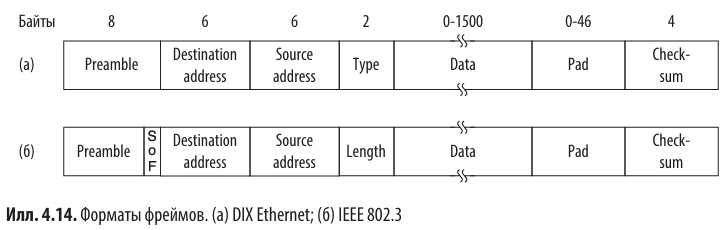 Байты 8 6 6 2 0-1500 0-46 4
(а) Preamble Destination address Source address Type Data Pad Check-sum
(б) Preamble SoF Destination address Source address Length Data Pad Check-sum
Илл. 4.14. Форматы фреймов. (а) DIX Ethernet; (б) IEEE 802.3